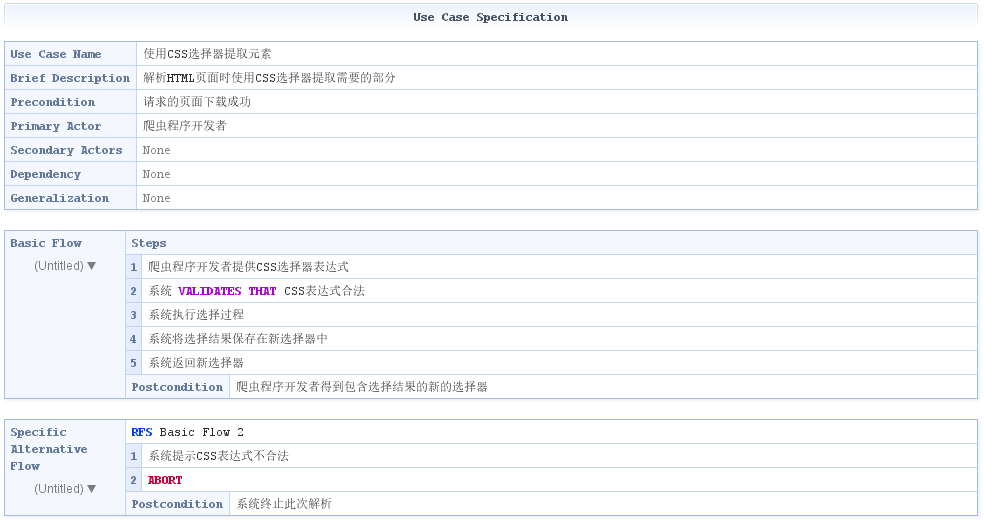 Use Case Specification
Use Case Name 使用CSS选择器提取元素
Brief Description 解析HTML页面时使用CSS选择器提取需要的部分
Precondition 请求的页面下载成功
Primary Actor 爬虫程序开发者
Secondary Actors None
Dependency None
Generalization None
Basic Flow Steps
(Untitled) ▼
1 爬虫程序开发者提供CSS选择器表达式
2 系统 VALIDATES THAT CSS表达式合法
3 系统执行选择过程
4 系统将选择结果保存在新选择器中
5 系统返回新选择器
Postcondition 爬虫程序开发者得到包含选择结果的新的选择器
Specific
Alternative
Flow
(Untitled) ▼
RFS Basic Flow 2
1 系统提示CSS表达式不合法
2 ABORT
Postcondition 系统终止此次解析